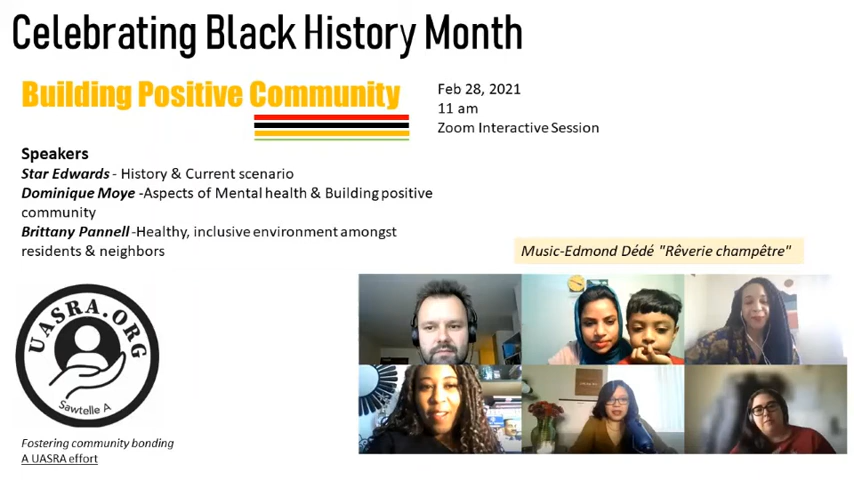 Celebrating Black History Month
Building Positive Community
Feb 28, 2021
11 am
Zoom Interactive Session
Speakers
Star Edwards - History & Current scenario
Dominique Moye -Aspects of Mental health & Building positive
community
Brittany Pannell -Healthy, inclusive environment amongst
residents & neighbors
Music-Edmond Dédé "Rêverie champêtre"
UASRA.ORG
Sawtelle A
Fostering community bonding
A UASRA effort